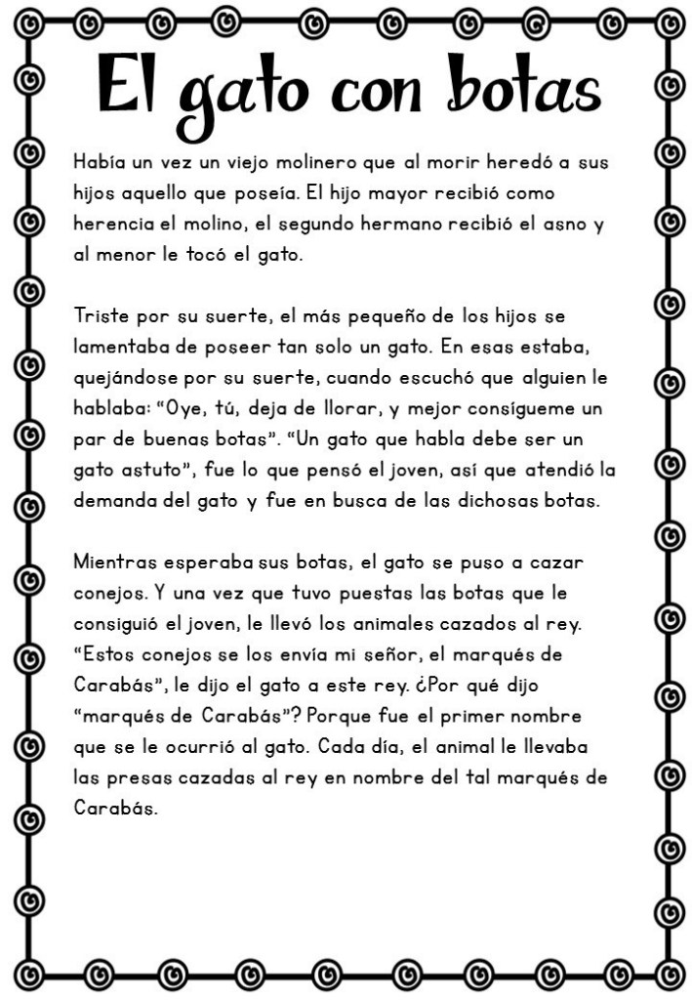 El gato con botas
Había un vez un viejo molinero que al morir heredó a sus
hijos aquello que poseía. El hijo mayor recibió como
herencia el molino, el segundo hermano recibió el asno y
al menor le tocó el gato.
Triste por su suerte, el más pequeño de los hijos se
lamentaba de poseer tan solo un gato. En esas estaba,
quejándose por su suerte, cuando escuchó que alguien le
hablaba: “Oye, tú, deja de llorar, y mejor consígueme un
par de buenas botas”. “Un gato que habla debe ser un
gato astuto”, fue lo que pensó el joven, así que atendió la
demanda del gato y fue en busca de las dichosas botas.
Mientras esperaba sus botas, el gato se puso a cazar
conejos. Y una vez que tuvo puestas las botas que le
consiguió el joven, le llevó los animales cazados al rey.
“Estos conejos se los envía mi señor, el marqués de
Carabás”, le dijo el gato a este rey. ¿Por qué dijo
“marqués de Carabás”? Porque fue el primer nombre
que se le ocurrió al gato. Cada día, el animal le llevaba
las presas cazadas al rey en nombre del tal marqués de
Carabás.